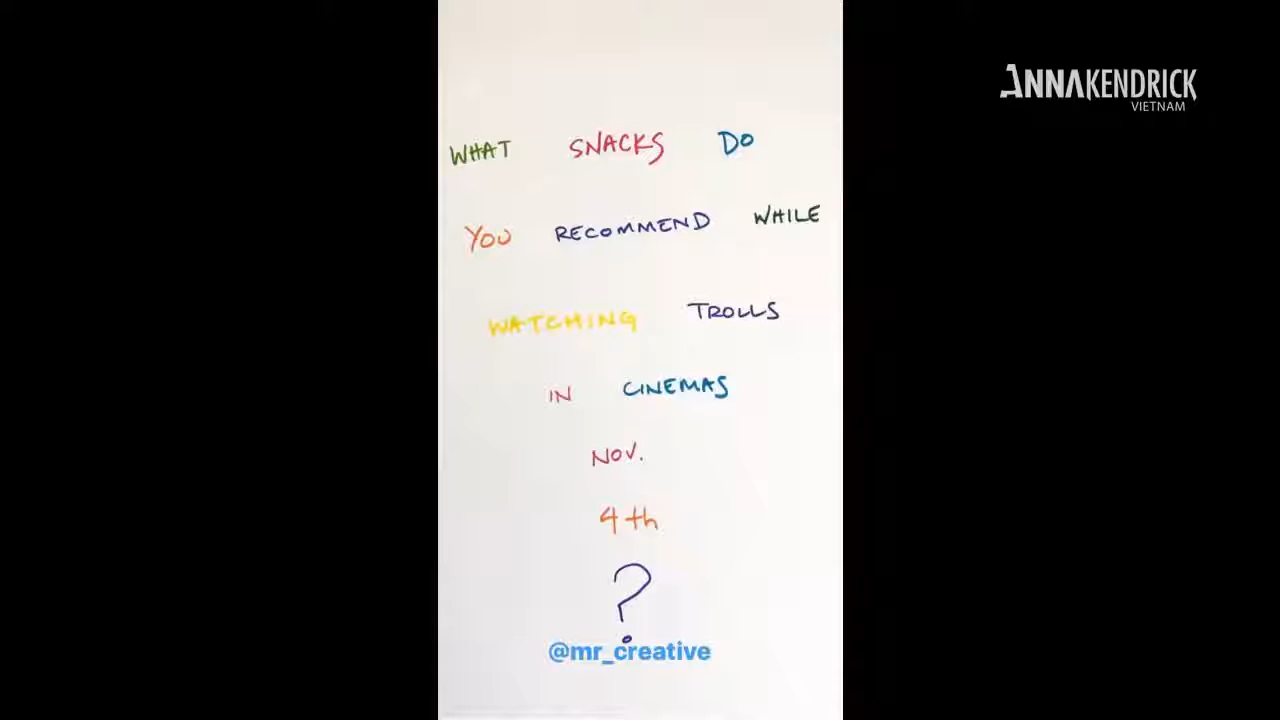 ANNAKENDRICK
VIETNAM
WHAT SNACKS DO
YOU RECOMMEND WHILE
WATCHING TROLLS
IN CINEMAS
NOV.
4th
?
@mr_creative